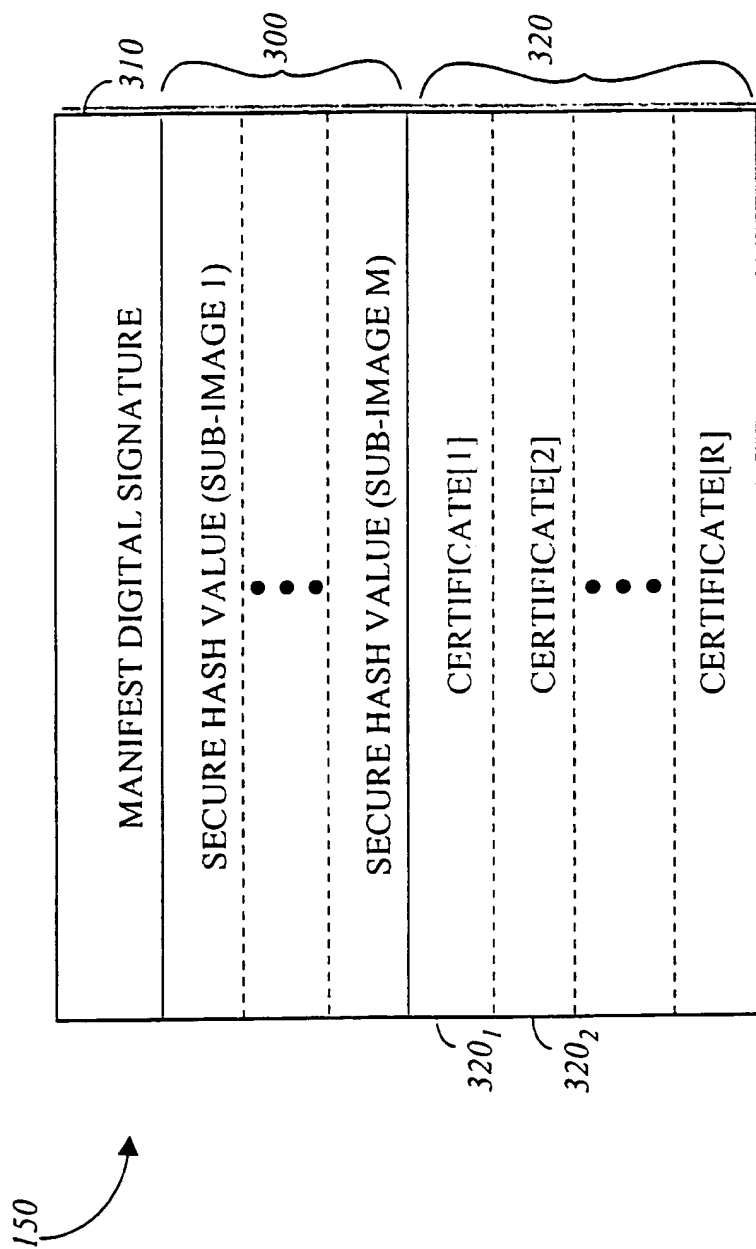 150
310
MANIFEST DIGITAL SIGNATURE
SECURE HASH VALUE (SUB-IMAGE 1)
300
SECURE HASH VALUE (SUB-IMAGE M)
320₁
CERTIFICATE[1]
320
320₂
CERTIFICATE[2]
CERTIFICATE[R]